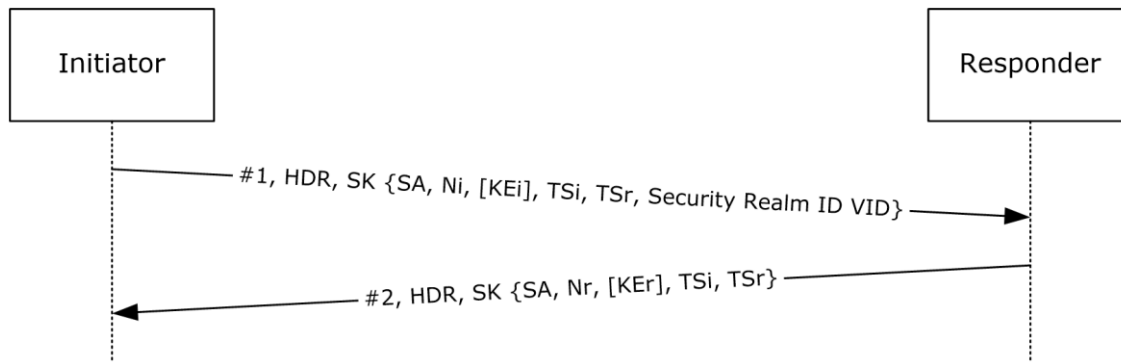 Initiator
Responder
#1, HDR, SK {SA, Ni, [KEi], TSi, TSr, Security Realm ID VID}
#2, HDR, SK {SA, Nr, [KEr], TSi, TSr}